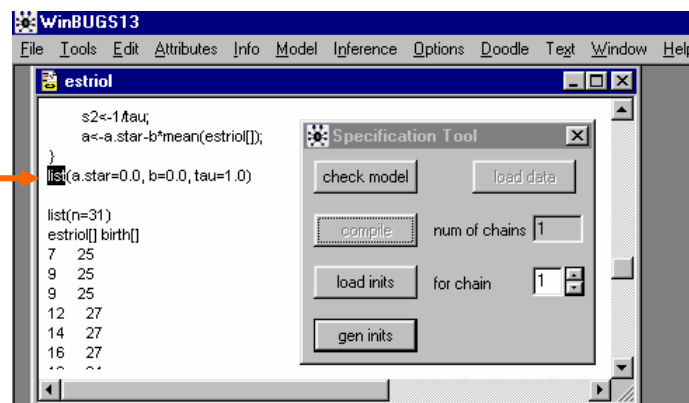 WinBUGS13
File Tools Edit Attributes Info Model Inference Options Doodle Text Window Help
estriol
s2<-1/tau;
a<-a.star-b*mean(estriol[]);
}
list(a.star=0.0, b=0.0, tau=1.0)
list(n=31)
estriol[] birth[]
7 25
9 25
9 25
12 27
14 27
16 27
Specification Tool
check model load data
compile num of chains 1
load inits for chain 1
gen inits